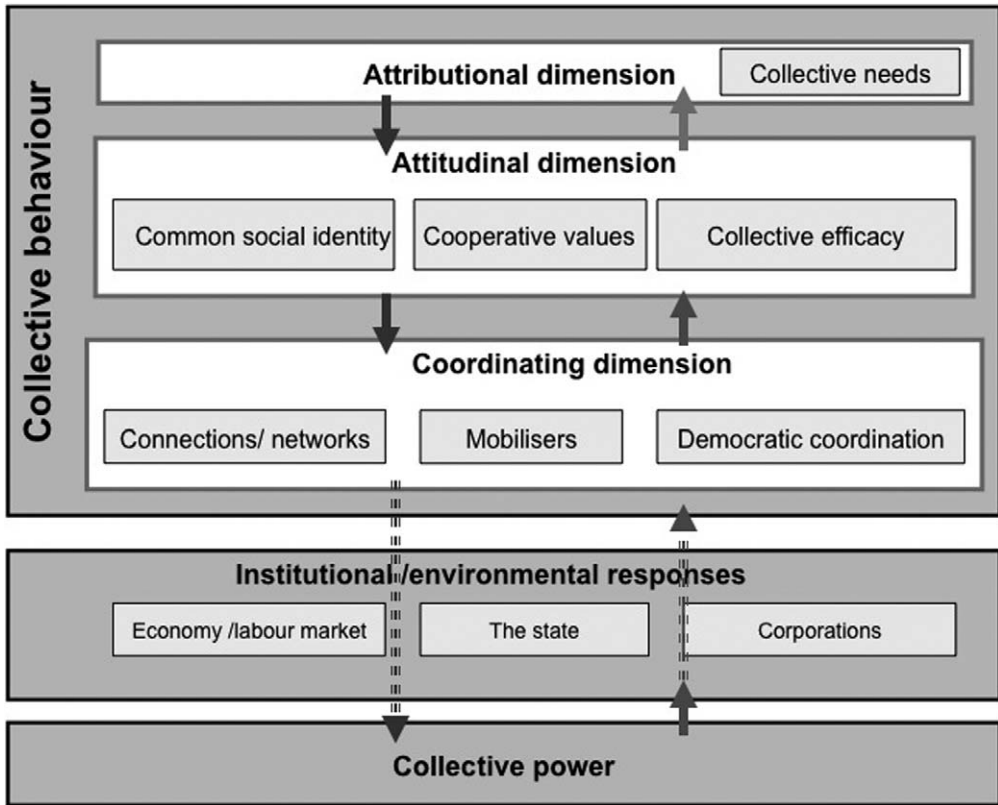 Collective behaviour
Attributional dimension
Collective needs
Attitudinal dimension
Common social identity
Cooperative values
Collective efficacy
Coordinating dimension
Connections/ networks
Mobilisers
Democratic coordination
Institutional /environmental responses
Economy /labour market
The state
Corporations
Collective power